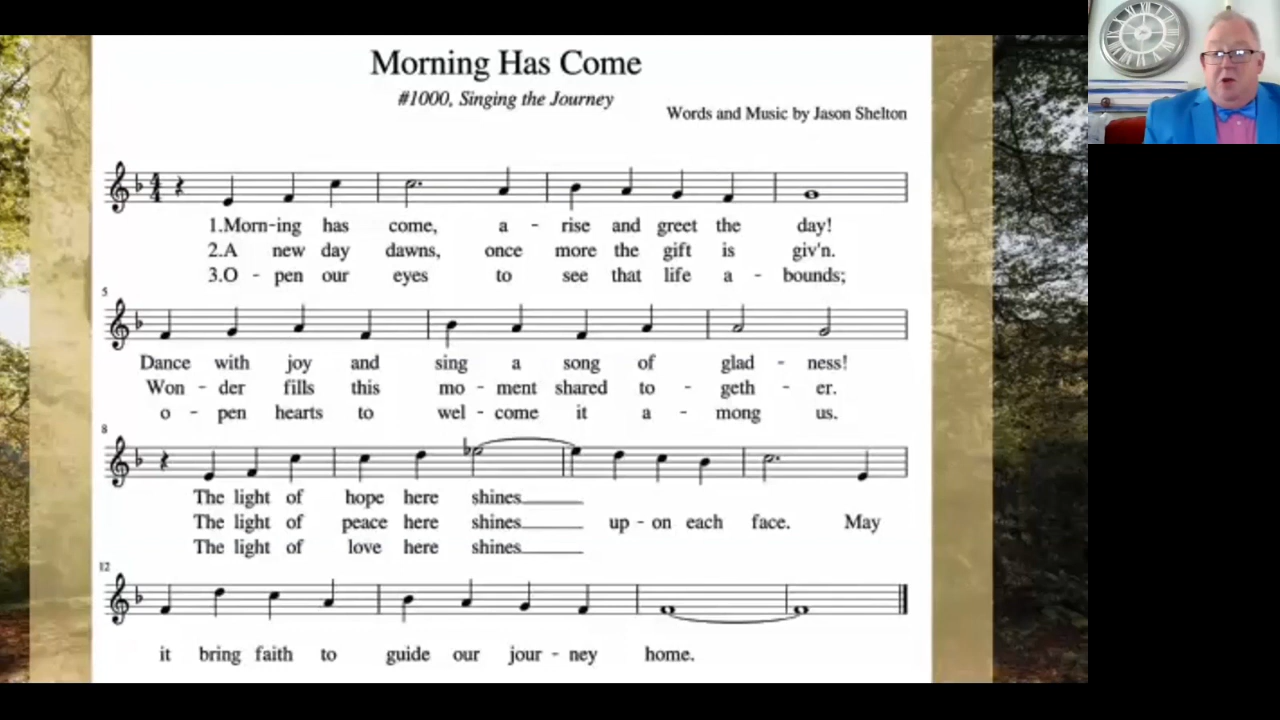 Morning Has Come
#1000, Singing the Journey
Words and Music by Jason Shelton
1.Morn-ing has come, a - rise and greet the day!
2.A new day dawns, once more the gift is giv'n.
3.O - pen our eyes to see that life a - bounds;
5
Dance with joy and sing a song of glad - ness!
Won - der fills this mo - ment shared to - geth - er.
o - pen hearts to wel - come it a - mong us.
8
The light of hope here shines
The light of peace here shines up - on each face. May
The light of love here shines
12
it bring faith to guide our jour - ney home.